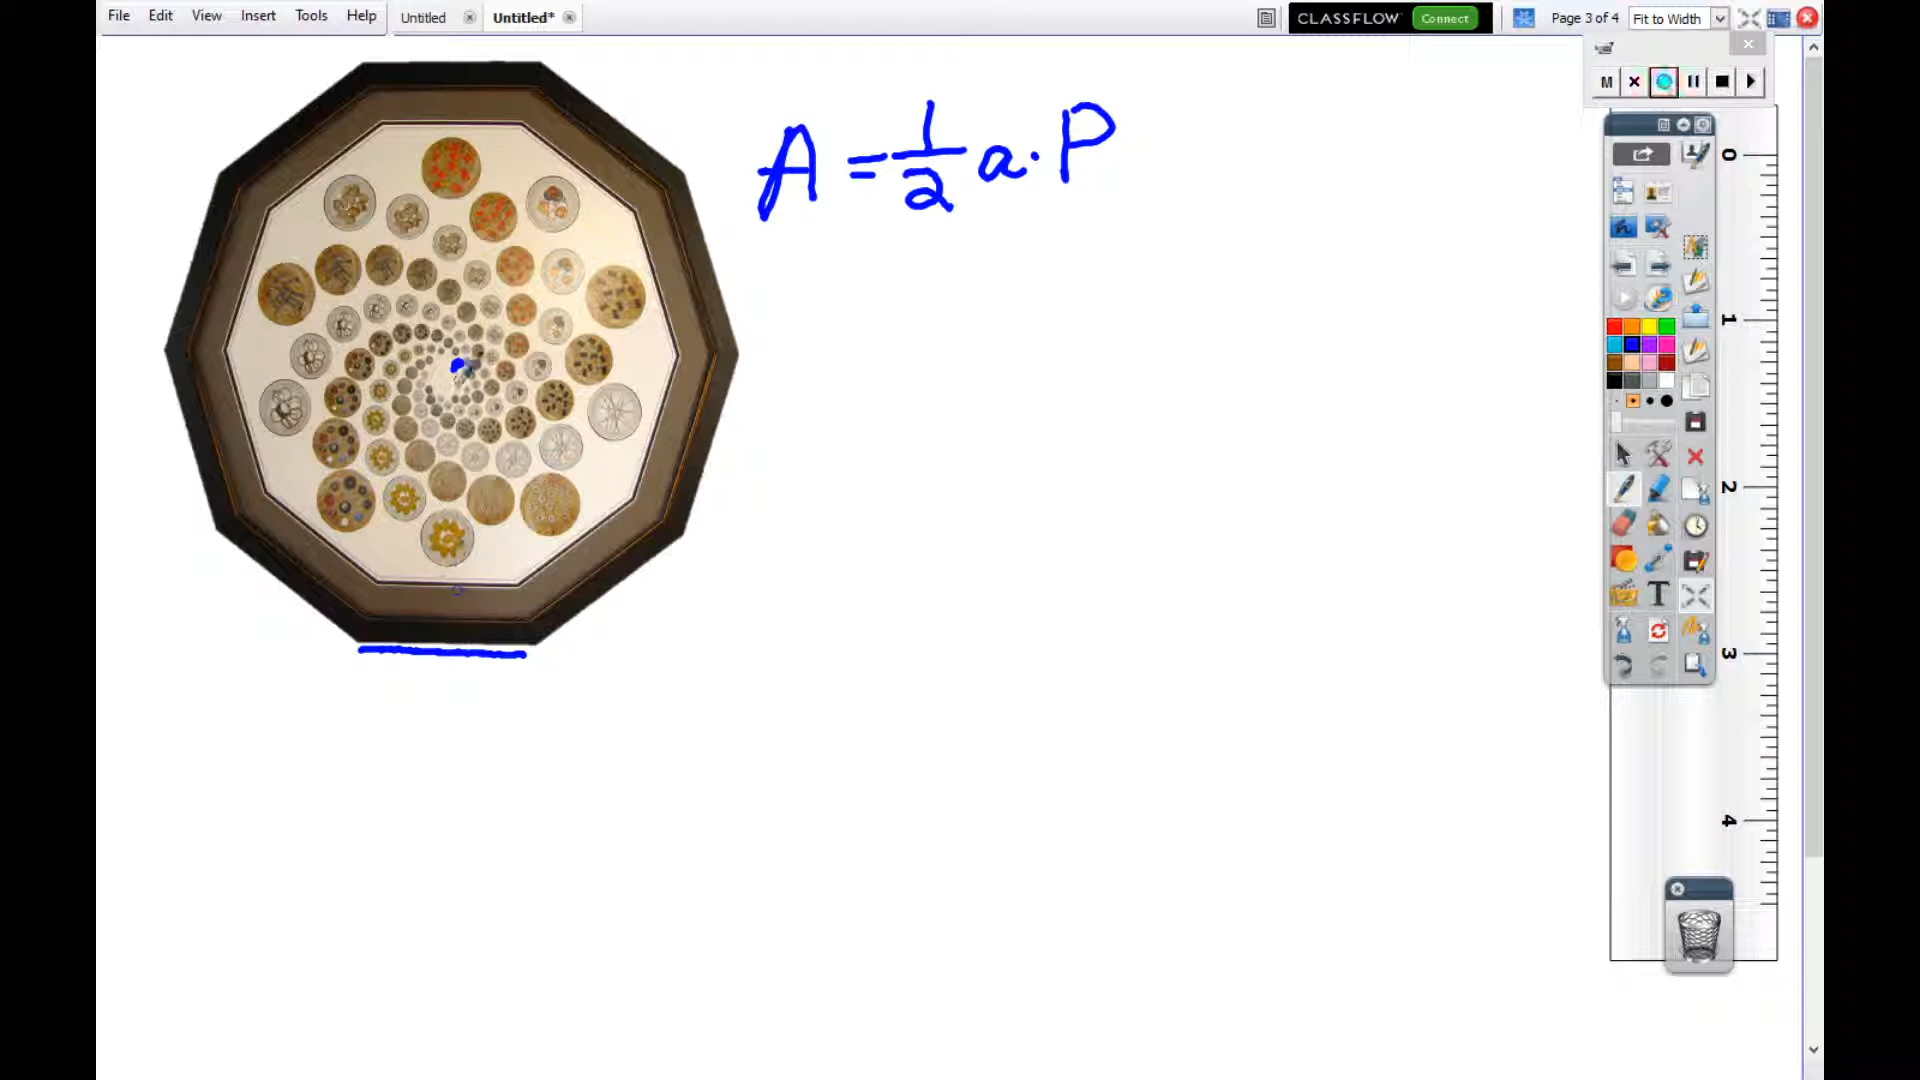 File Edit View Insert Tools Help Untitled Untitled* CLASSFLOW Connect Page 3 of 4 Fit to Width
M
A = 1/2 a · P
T
0
1
2
3
4